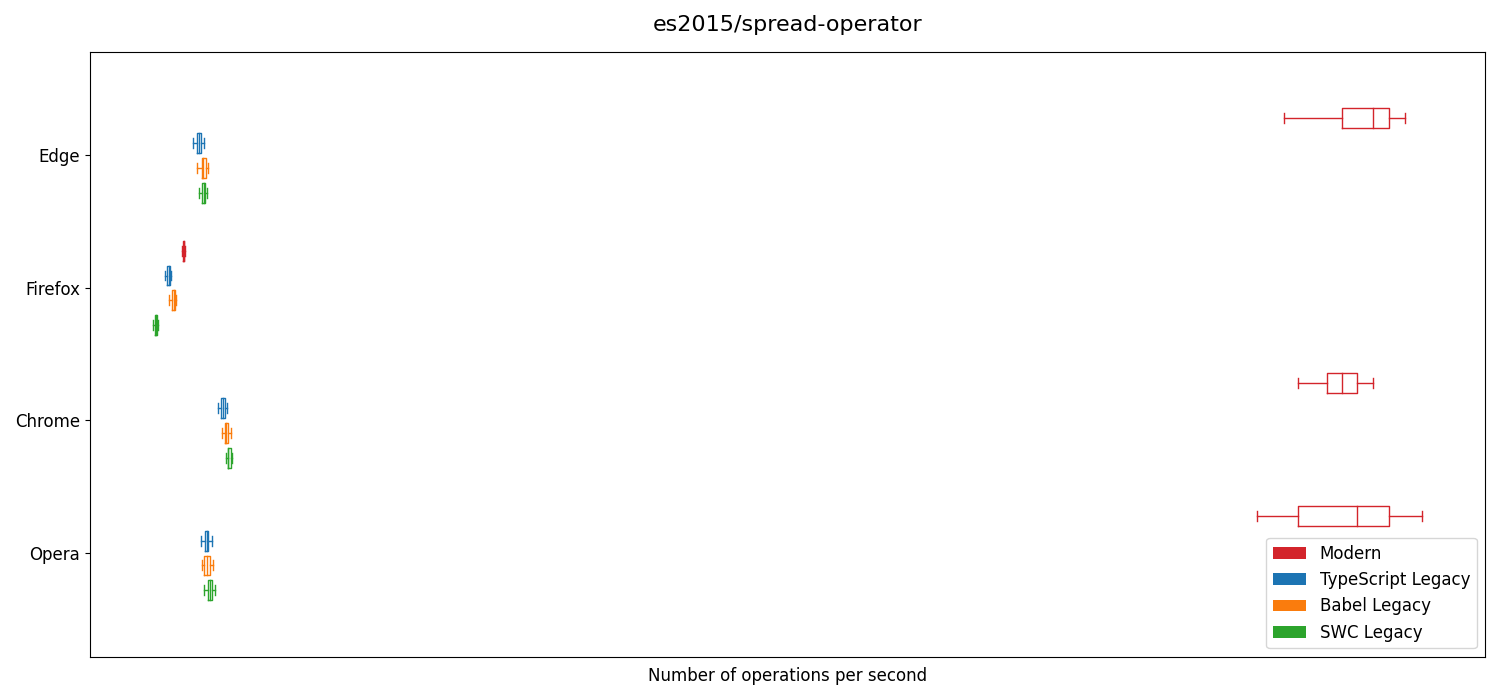 es2015/spread-operator
Edge
Firefox
Chrome
Opera
Modern
TypeScript Legacy
Babel Legacy
SWC Legacy
Number of operations per second